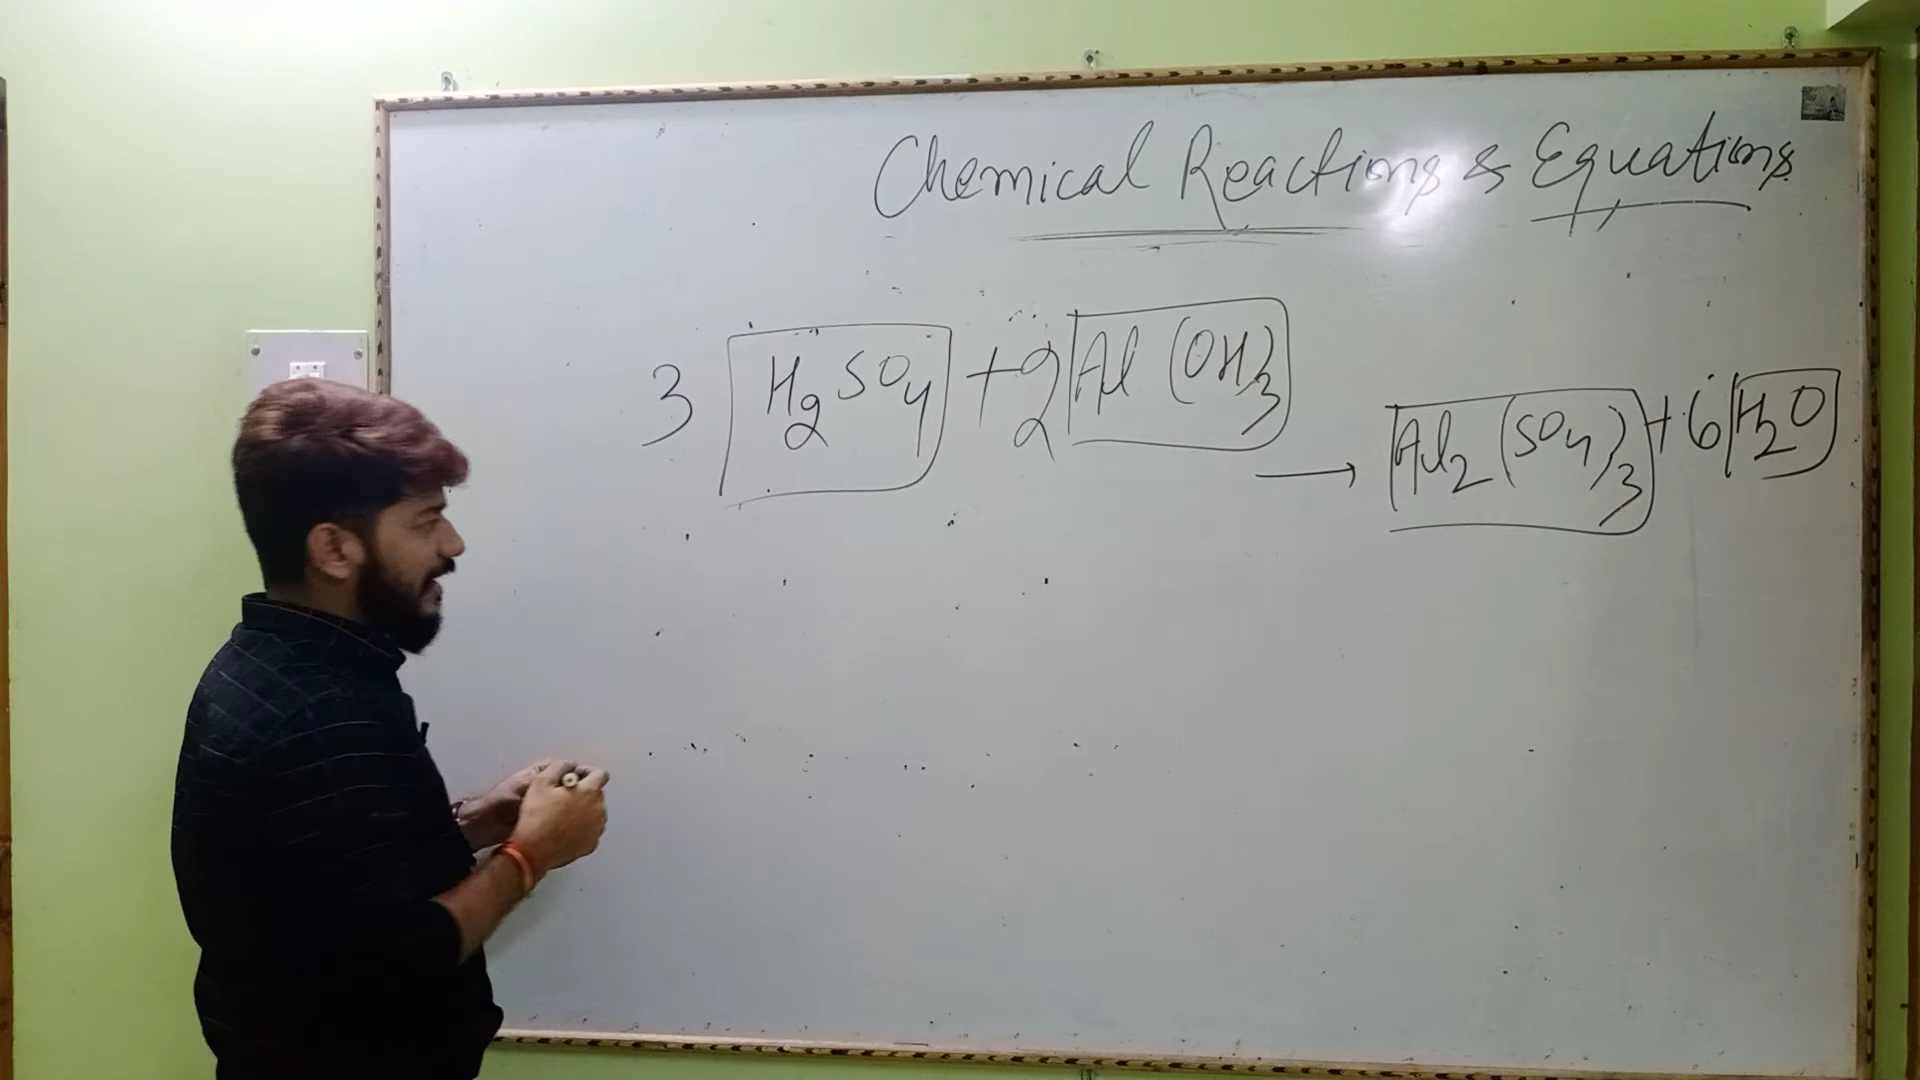 Chemical Reactions & Equations
3 H2SO4 + 2 Al (OH)3
→ Al2 (SO4)3 + 6 H2O